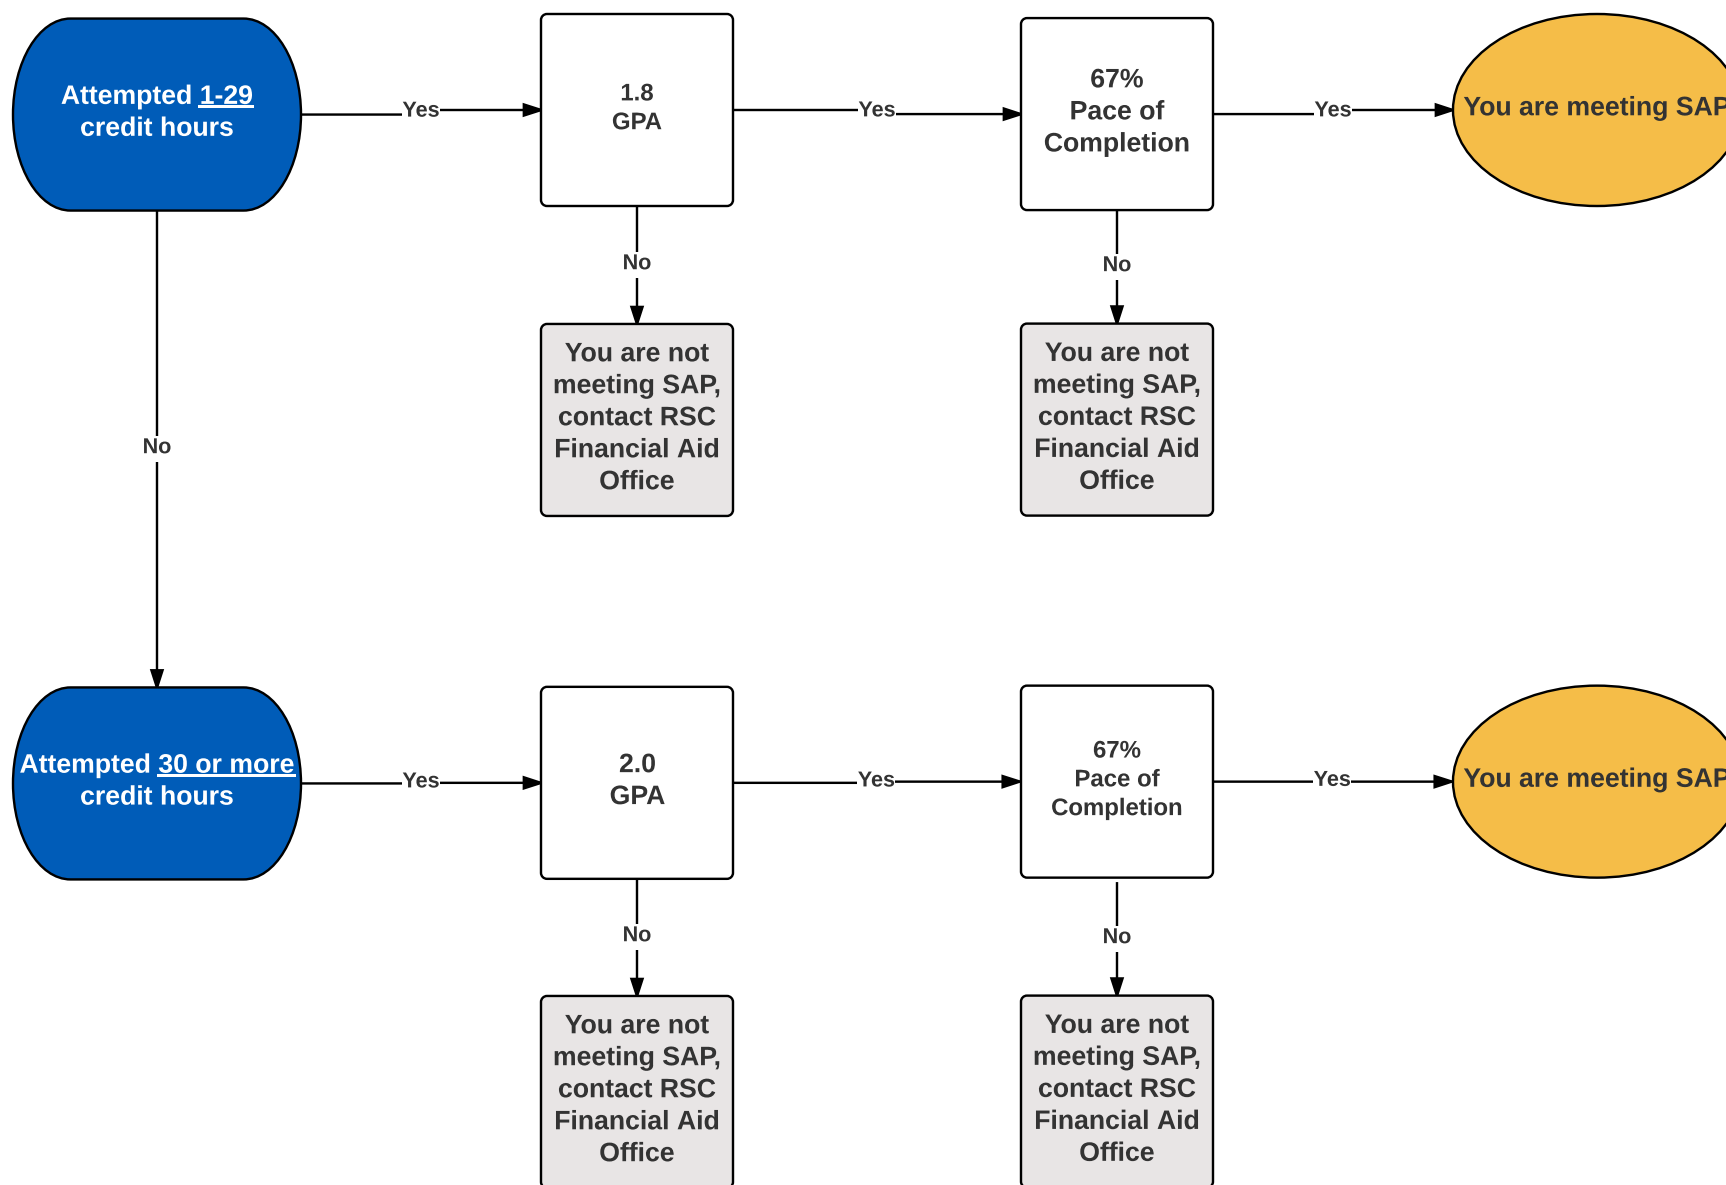 Attempted 1-29
credit hours
Yes
1.8
GPA
Yes
67%
Pace of
Completion
Yes
You are meeting SAP
No
No
You are not
meeting SAP,
contact RSC
Financial Aid
Office
You are not
meeting SAP,
contact RSC
Financial Aid
Office
No
Attempted 30 or more
credit hours
Yes
2.0
GPA
Yes
67%
Pace of
Completion
Yes
You are meeting SAP
No
No
You are not
meeting SAP,
contact RSC
Financial Aid
Office
You are not
meeting SAP,
contact RSC
Financial Aid
Office